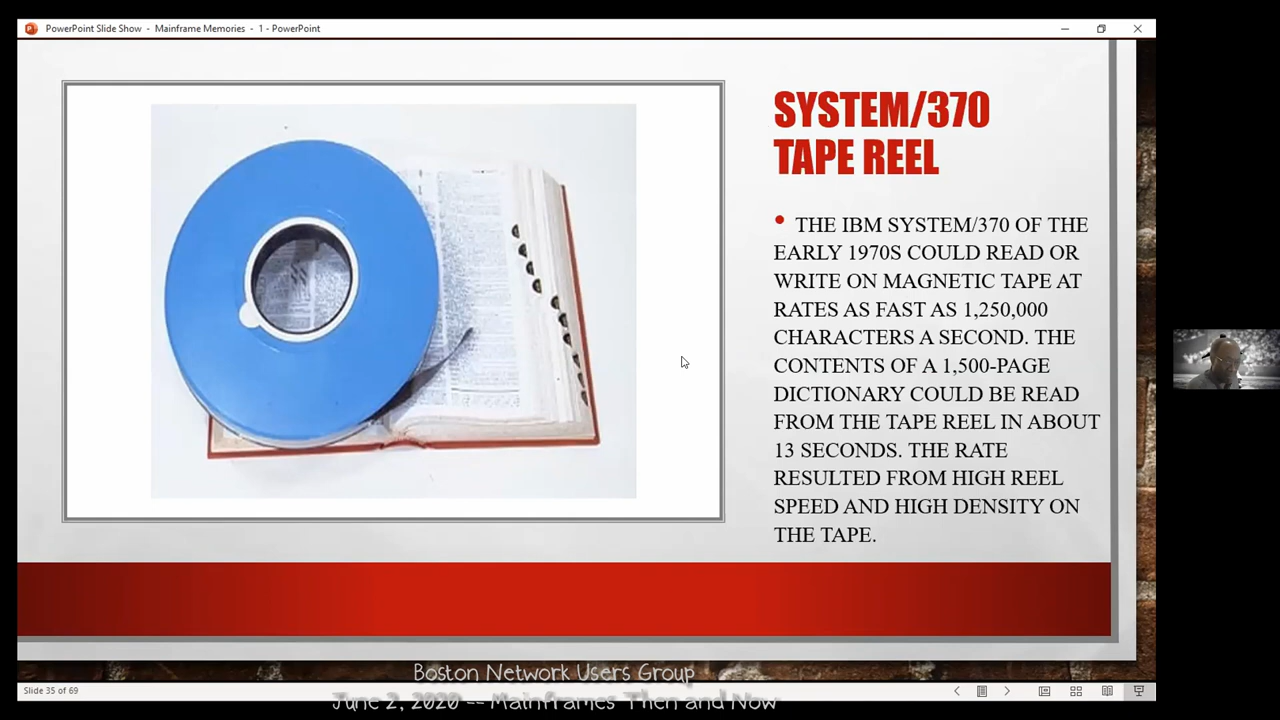 PowerPoint Slide Show - Mainframe Memories - 1 - PowerPoint
SYSTEM/370
TAPE REEL
• THE IBM SYSTEM/370 OF THE
EARLY 1970S COULD READ OR
WRITE ON MAGNETIC TAPE AT
RATES AS FAST AS 1,250,000
CHARACTERS A SECOND. THE
CONTENTS OF A 1,500-PAGE
DICTIONARY COULD BE READ
FROM THE TAPE REEL IN ABOUT
13 SECONDS. THE RATE
RESULTED FROM HIGH REEL
SPEED AND HIGH DENSITY ON
THE TAPE.
Boston Network Users Group
Slide 35 of 69
June 2, 2020 -- Mainframes Then and Now